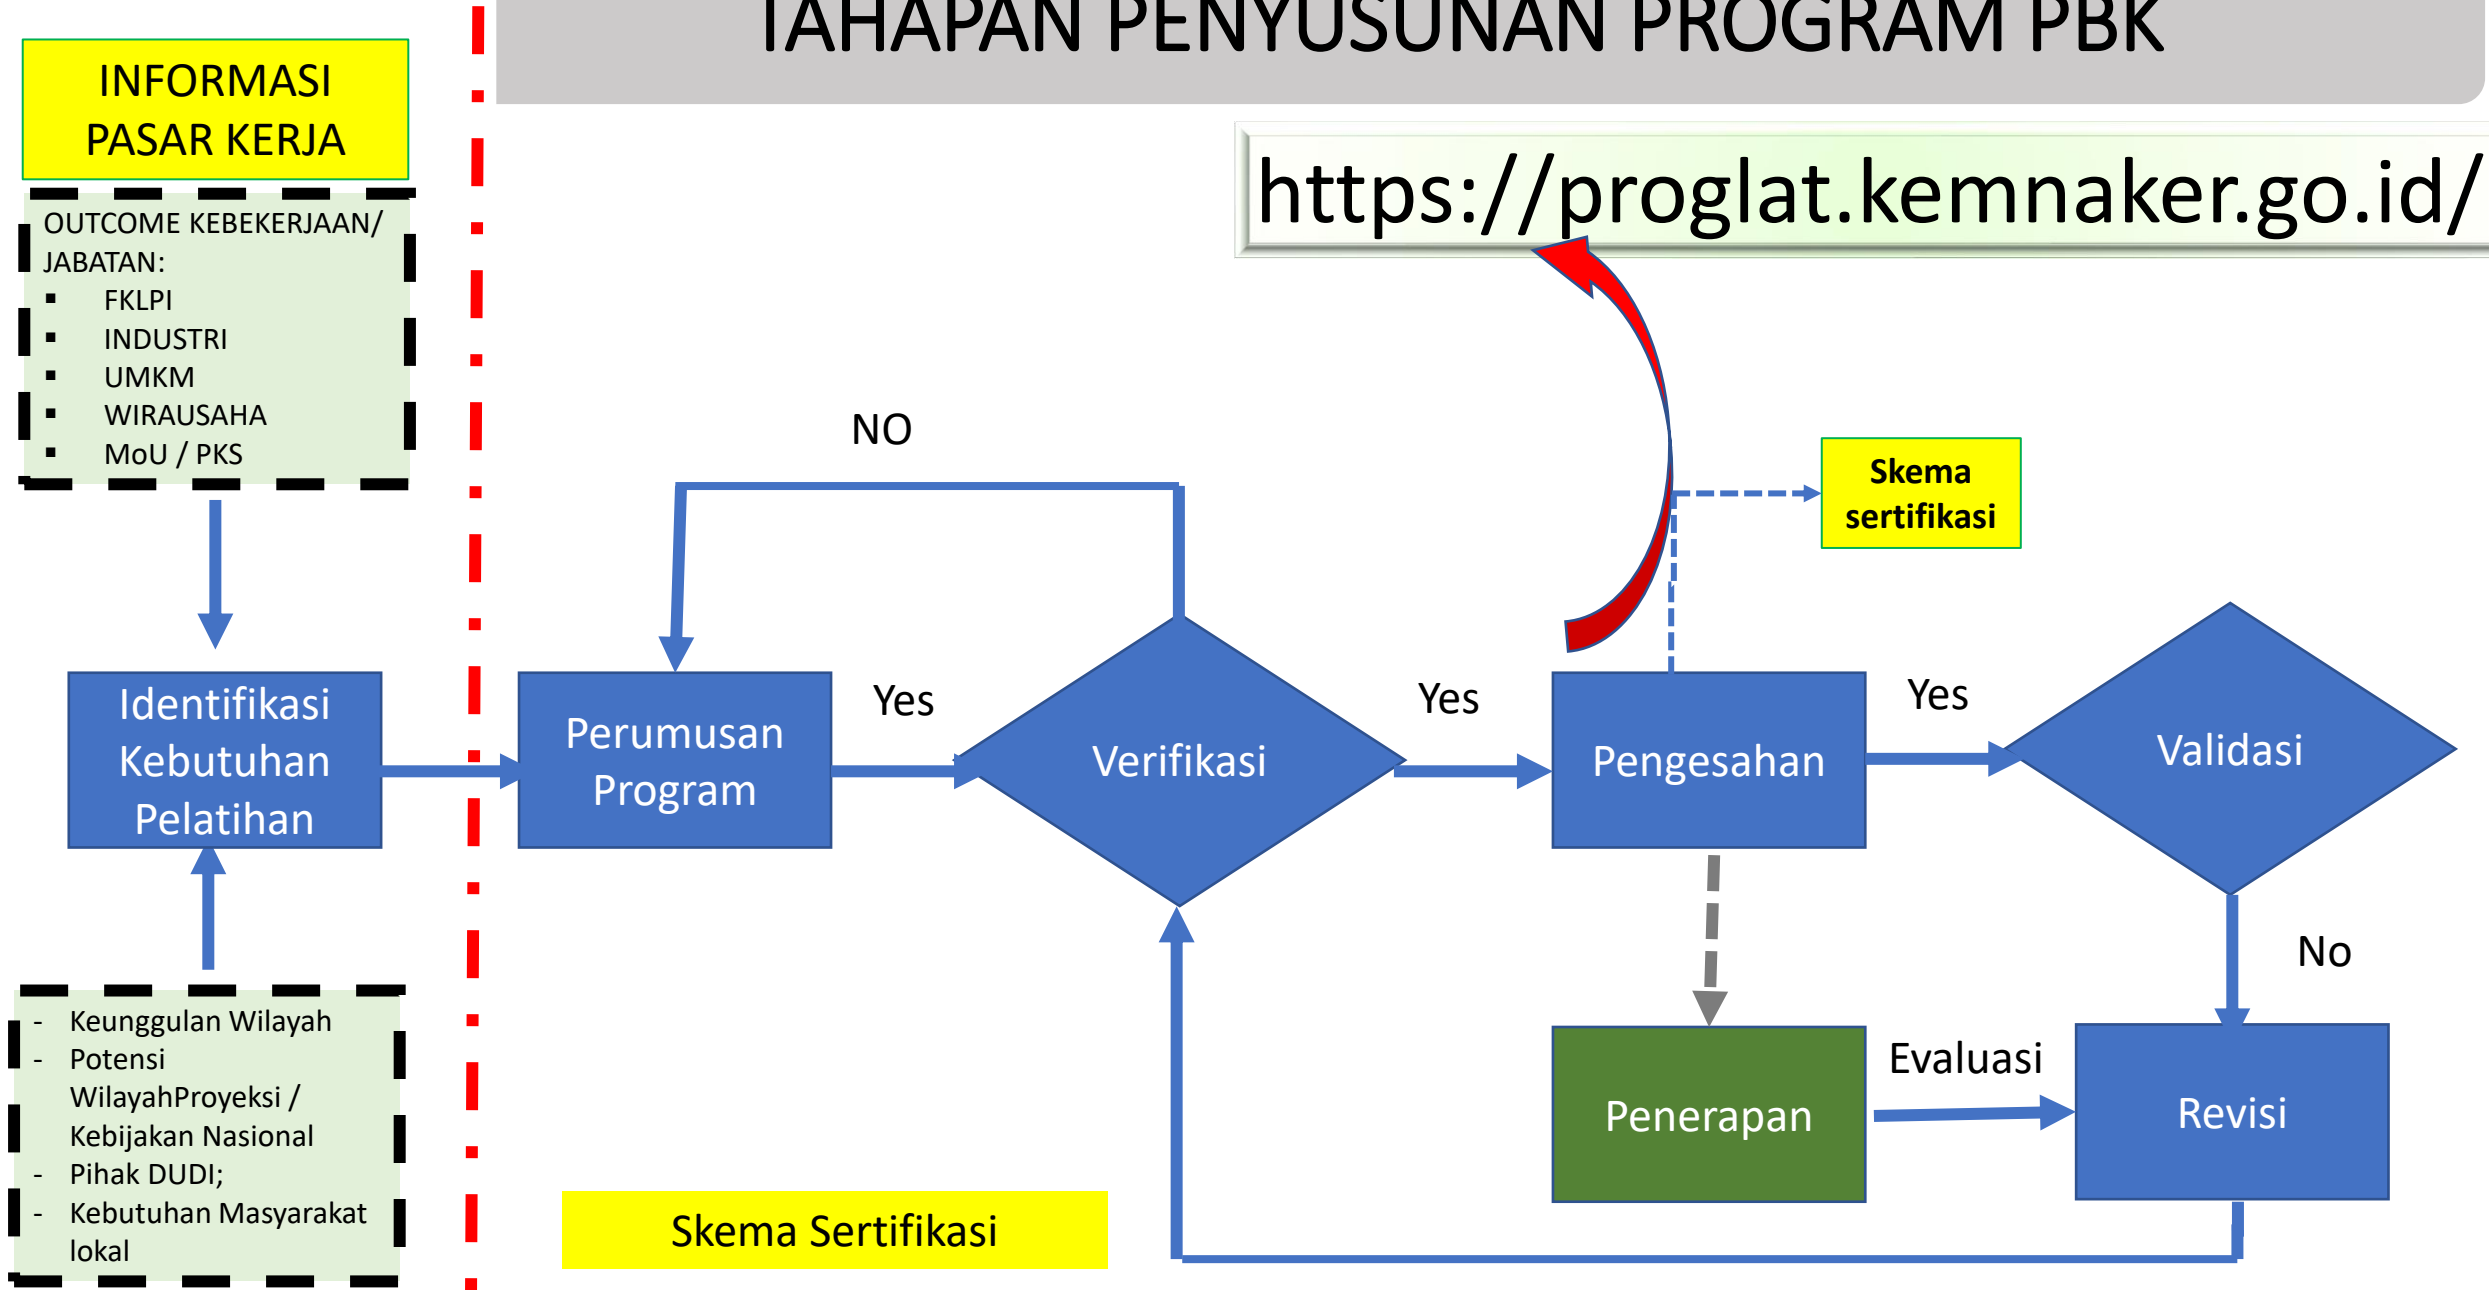 TAHAPAN PENYUSUNAN PROGRAM PBK
INFORMASI
PASAR KERJA
https://proglat.kemnaker.go.id/
OUTCOME KEBEKERJAAN/
JABATAN:
▪ FKLPI
▪ INDUSTRI
▪ UMKM
▪ WIRAUSAHA
▪ MoU / PKS
NO
Skema
sertifikasi
Identifikasi
Kebutuhan
Pelatihan
Perumusan
Program
Yes
Verifikasi
Yes
Pengesahan
Yes
Validasi
No
- Keunggulan Wilayah
- Potensi
WilayahProyeksi /
Kebijakan Nasional
- Pihak DUDI;
- Kebutuhan Masyarakat
lokal
Penerapan
Evaluasi
Revisi
Skema Sertifikasi